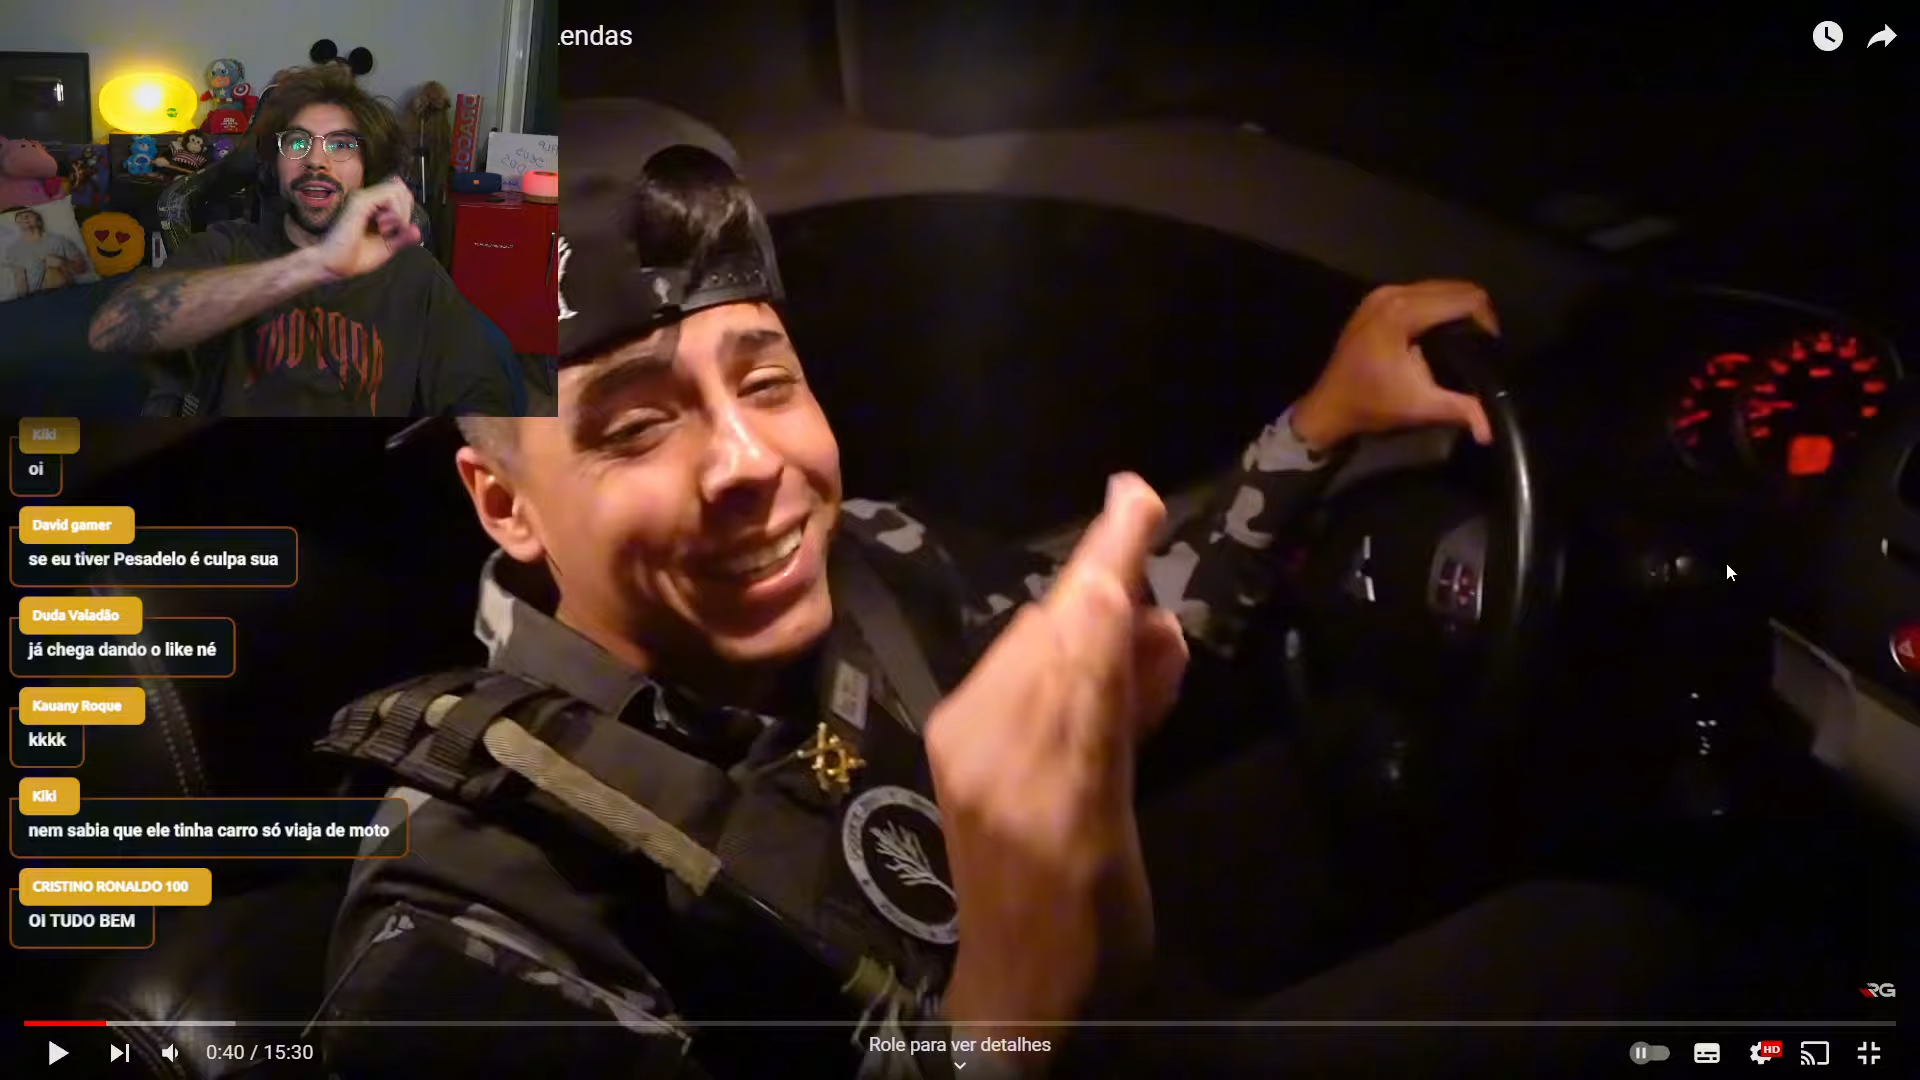 .endas
DRACO
Kiki
oi
David gamer
se eu tiver Pesadelo é culpa sua
Duda Valadão
já chega dando o like né
Kauany Roque
kkkk
Kiki
nem sabia que ele tinha carro só viaja de moto
CRISTINO RONALDO 100
OI TUDO BEM
RG
0:40 / 15:30
Role para ver detalhes
HD